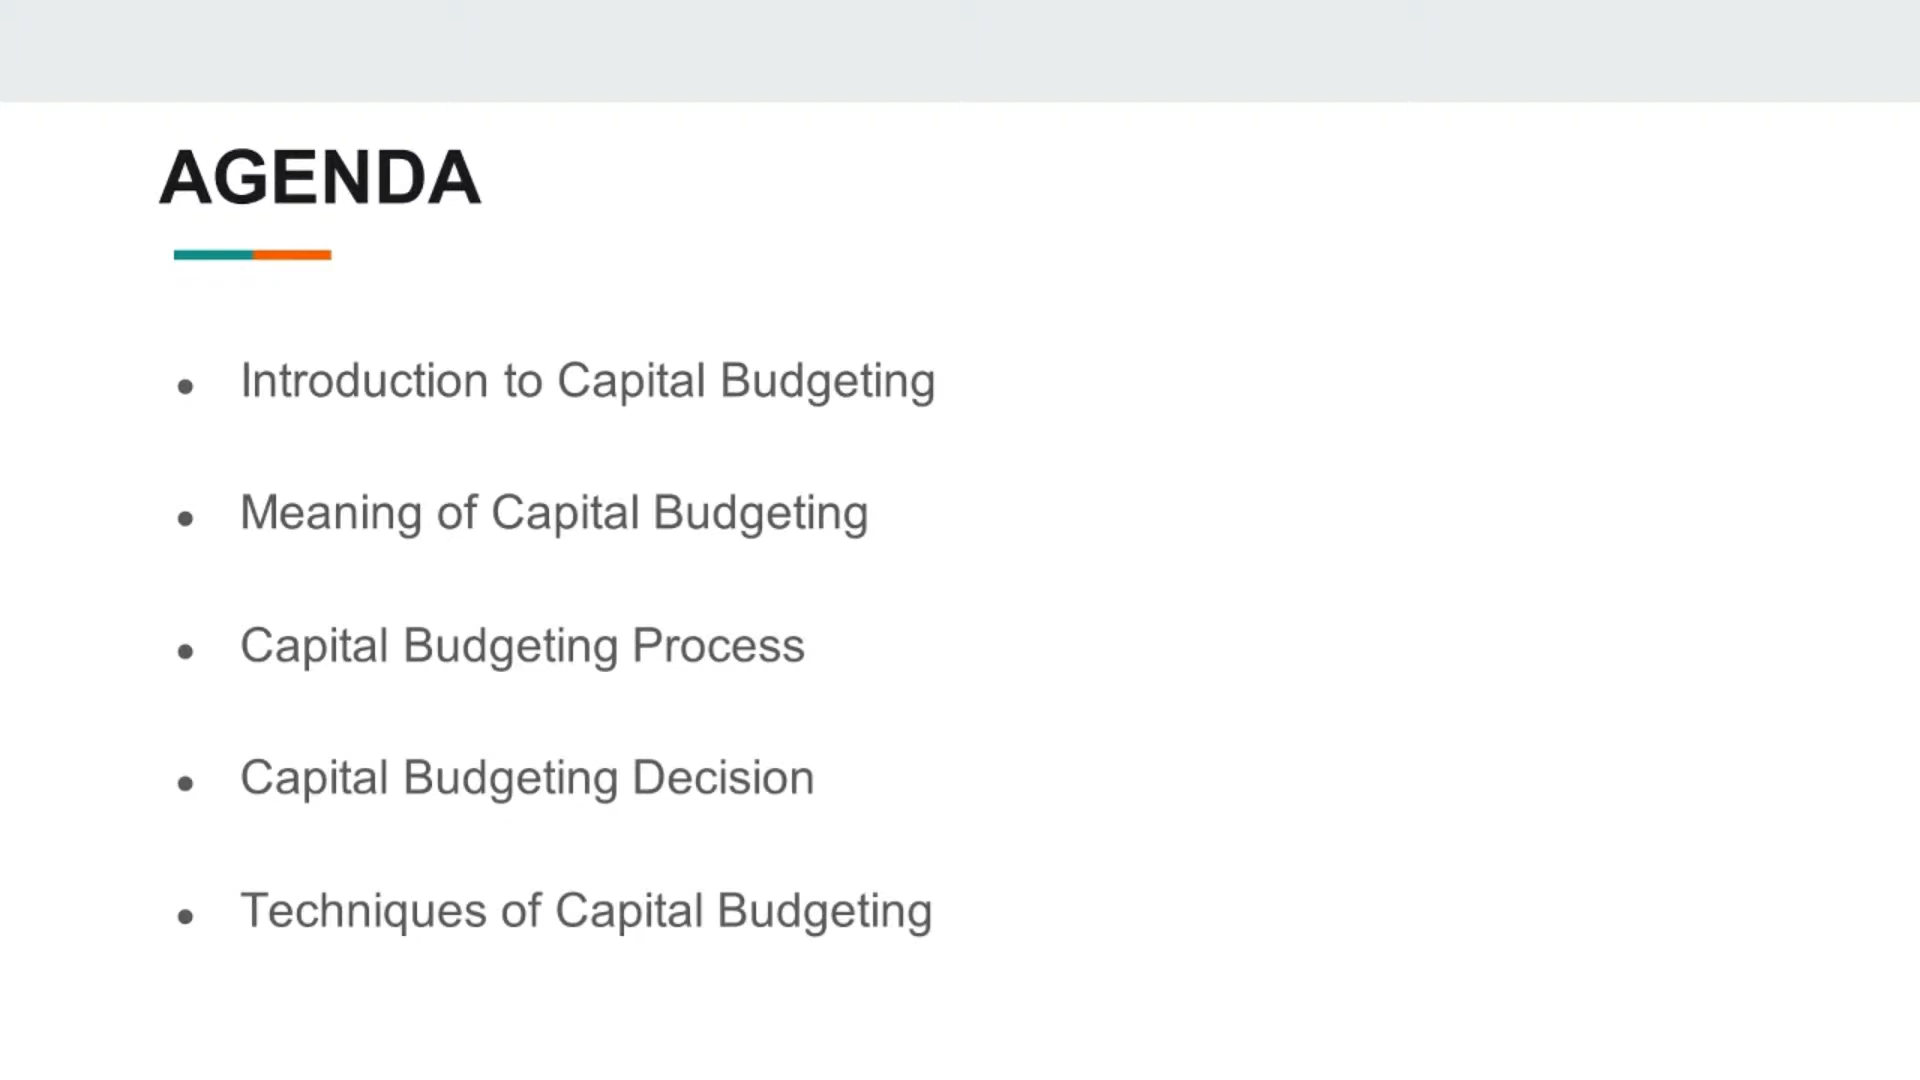 AGENDA
● Introduction to Capital Budgeting
● Meaning of Capital Budgeting
● Capital Budgeting Process
● Capital Budgeting Decision
● Techniques of Capital Budgeting